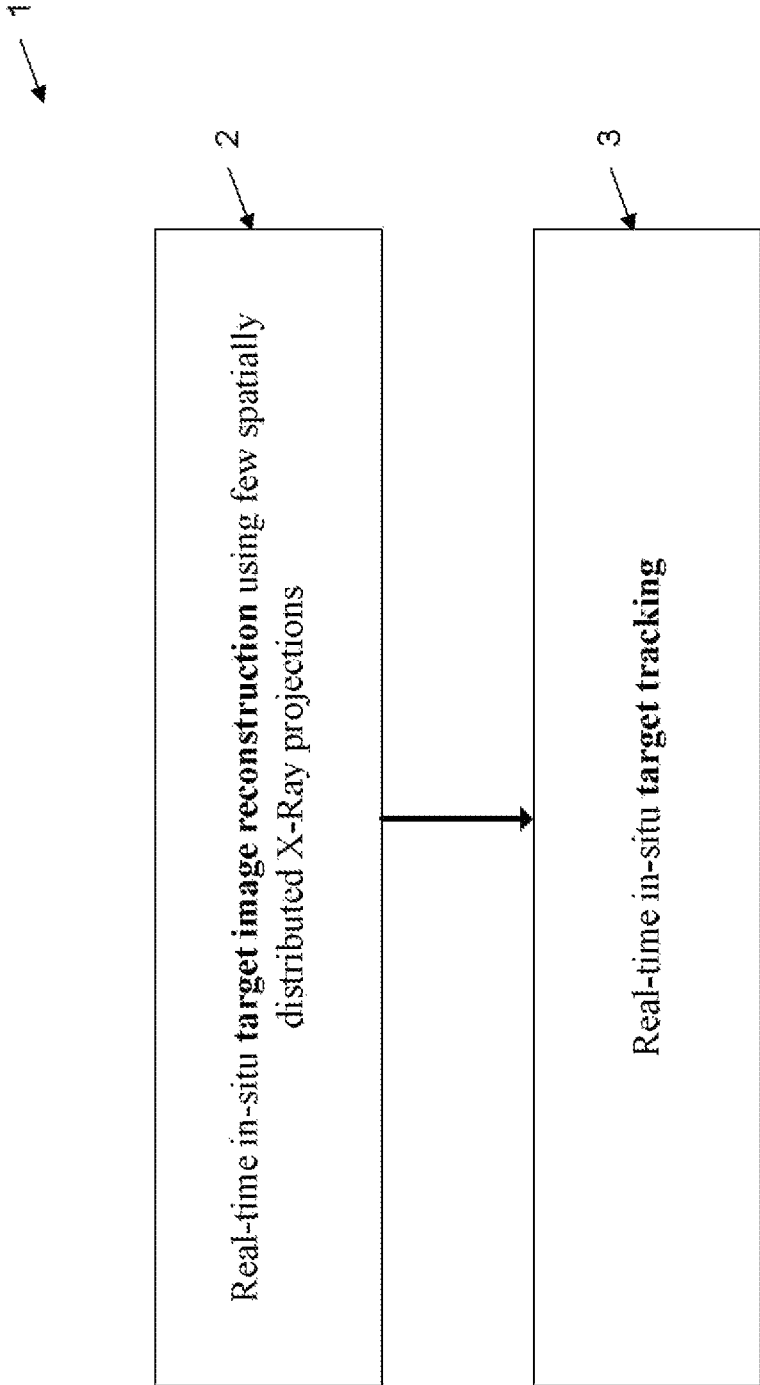 1
2
Real-time in-situ target image reconstruction using few spatially
distributed X-Ray projections
3
Real-time in-situ target tracking